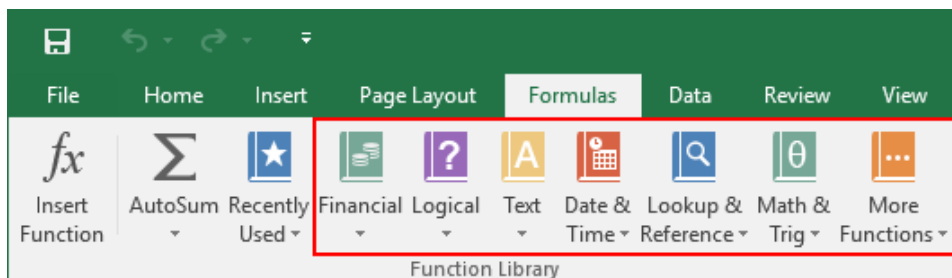 File Home Insert Page Layout Formulas Data Review View
fx ? A θ
Insert AutoSum Recently Financial Logical Text Date & Lookup & Math & More
Function Used Time Reference Trig Functions
Function Library